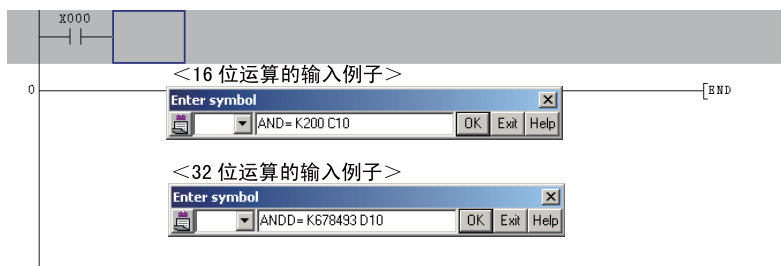 X000
＜16 位运算的输入例子＞
0
[END
Enter symbol
AND= K200 C10 OK Exit Help
＜32 位运算的输入例子＞
Enter symbol
ANDD= K678493 D10 OK Exit Help